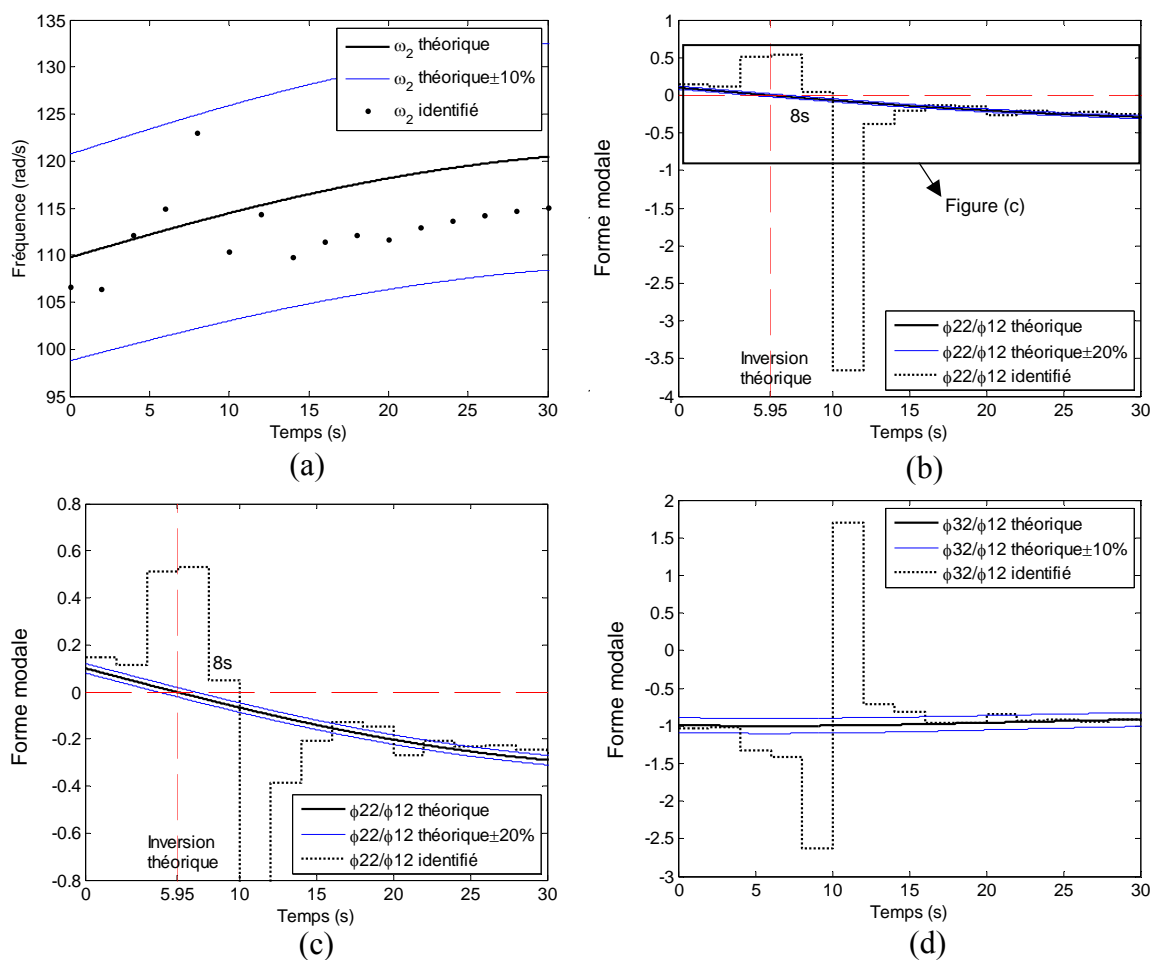 135
130
125
120
115
110
105
100
95
0
5
10
15
20
25
30
Fréquence (rad/s)
Temps (s)
ω2 théorique
ω2 théorique±10%
ω2 identifié
(a)
1
0.5
0
-0.5
-1
-1.5
-2
-2.5
-3
-3.5
-4
0
5.95
10
15
20
25
30
Forme modale
Temps (s)
8s
Figure (c)
Inversion
théorique
ϕ22/ϕ12 théorique
ϕ22/ϕ12 théorique±20%
ϕ22/ϕ12 identifié
(b)
0.8
0.6
0.4
0.2
0
-0.2
-0.4
-0.6
-0.8
0
5.95
10
15
20
25
30
Forme modale
Temps (s)
8s
Inversion
théorique
ϕ22/ϕ12 théorique
ϕ22/ϕ12 théorique±20%
ϕ22/ϕ12 identifié
(c)
2
1.5
1
0.5
0
-0.5
-1
-1.5
-2
-2.5
-3
0
5
10
15
20
25
30
Forme modale
Temps (s)
ϕ32/ϕ12 théorique
ϕ32/ϕ12 théorique±10%
ϕ32/ϕ12 identifié
(d)